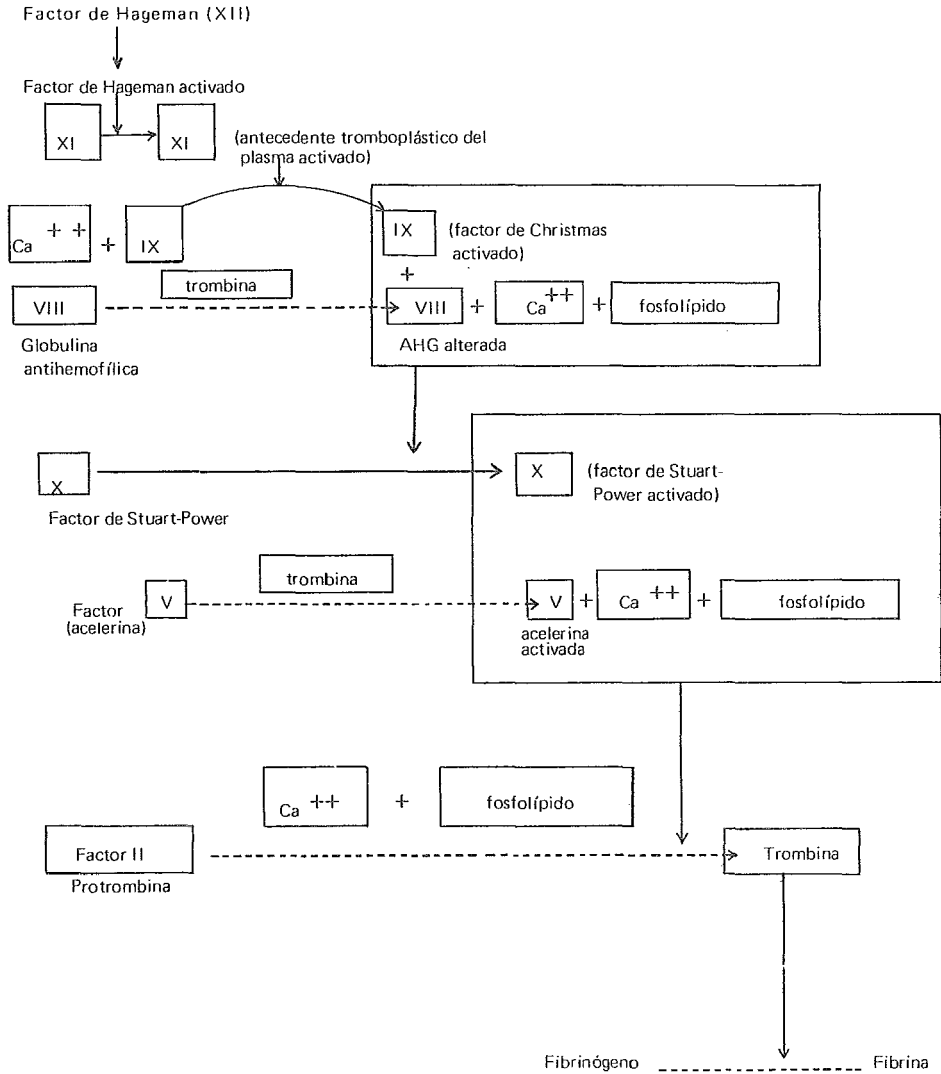 Factor de Hageman (XII)
Factor de Hageman activado
XI
XI
(antecedente tromboplástico del
plasma activado)
Ca ++ + IX
IX
(factor de Christmas
activado)
+
trombina
VIII
VIII + Ca ++ + fosfolípido
Globulina
antihemofílica
AHG alterada
X
X
(factor de Stuart-
Power activado)
Factor de Stuart-Power
trombina
Factor
(acelerina)
V
V + Ca ++ + fosfolípido
acelerina
activada
Ca ++ + fosfolípido
Factor II
Protrombina
Trombina
Fibrinógeno
Fibrina